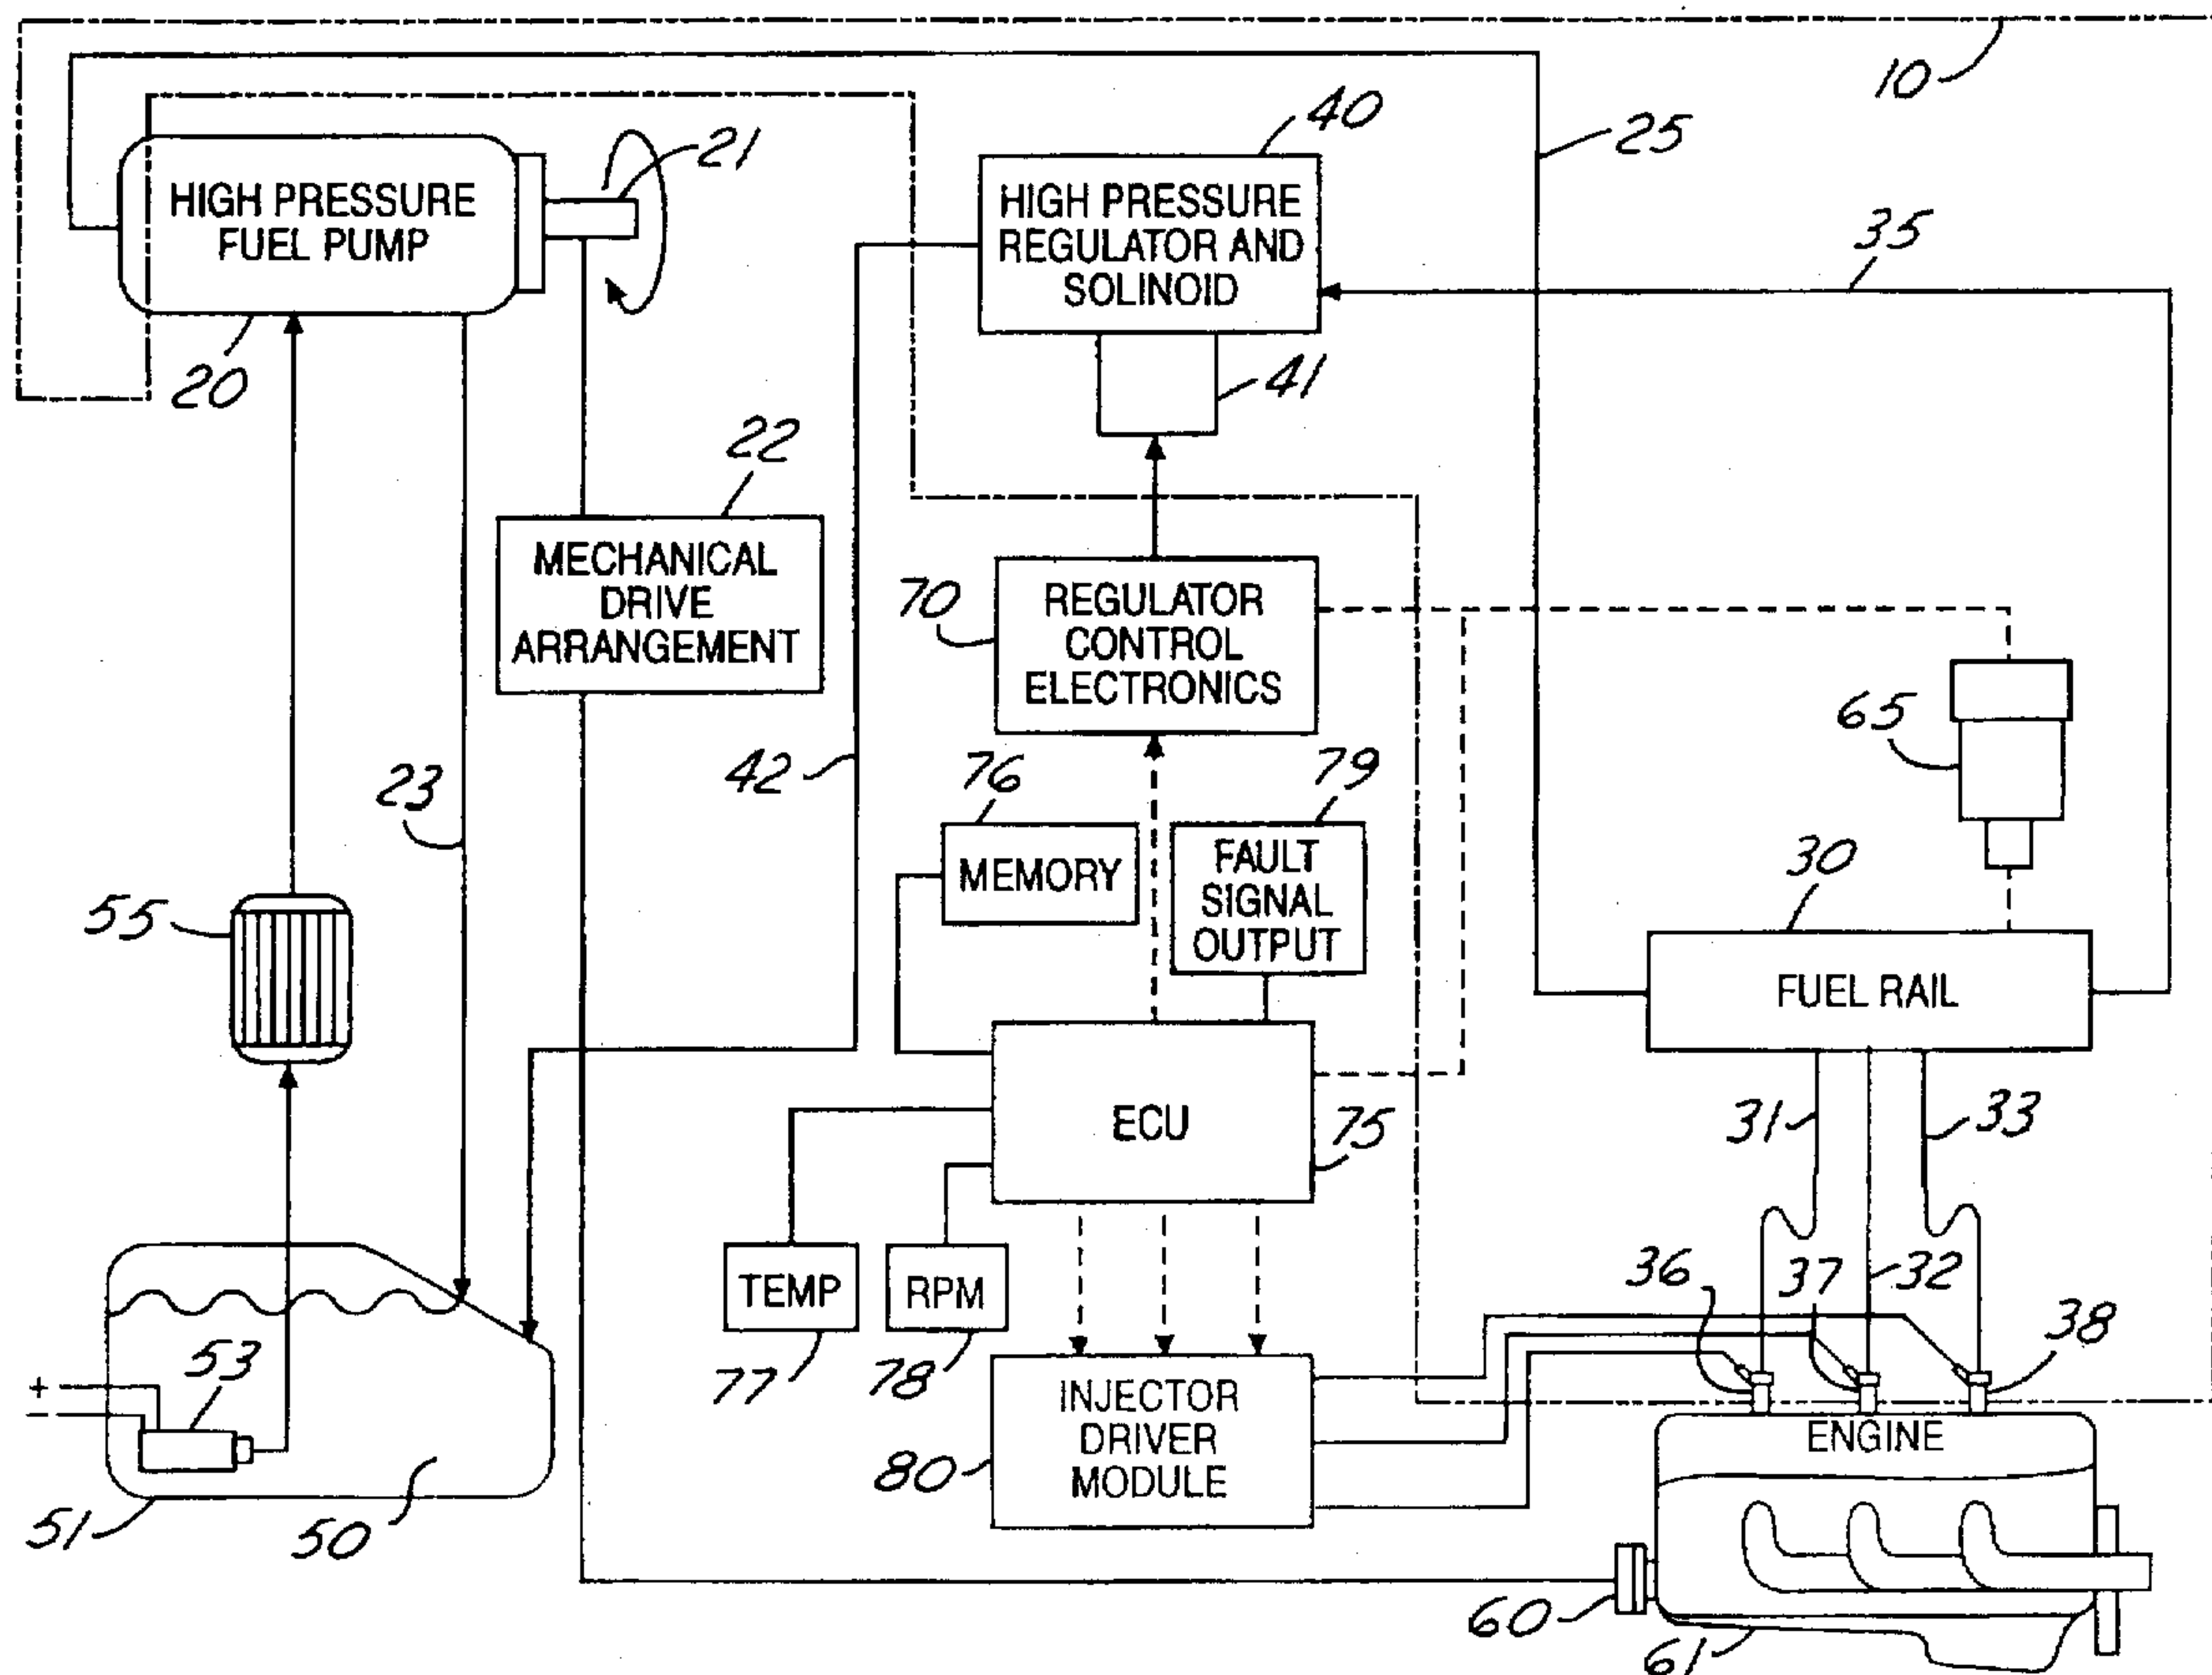 10
HIGH PRESSURE
FUEL PUMP
20
21
22
MECHANICAL
DRIVE
ARRANGEMENT
23
40
HIGH PRESSURE
REGULATOR AND
SOLINOID
41
25
35
42
70
REGULATOR
CONTROL
ELECTRONICS
65
76
MEMORY
79
FAULT
SIGNAL
OUTPUT
30
FUEL RAIL
55
ECU
75
31
33
32
TEMP
77
RPM
78
36
37
38
+
–
53
51
50
80
INJECTOR
DRIVER
MODULE
ENGINE
60
61